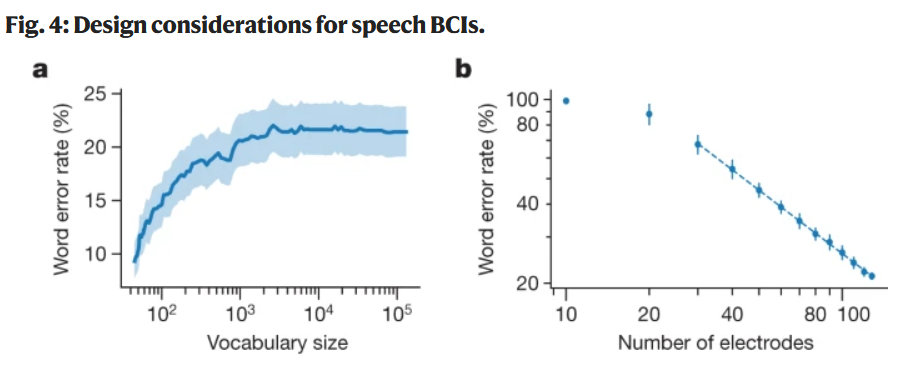 Fig. 4: Design considerations for speech BCIs.
a
25
20
15
10
Word error rate (%)
10² 10³ 10⁴ 10⁵
Vocabulary size
b
100
80
40
20
Word error rate (%)
10 20 40 80 100
Number of electrodes